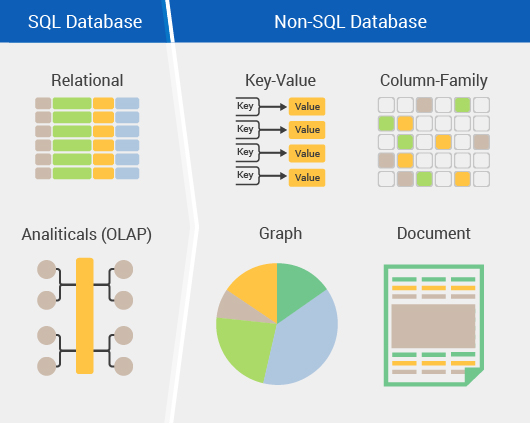 SQL Database
Non-SQL Database
Relational
Key-Value
Column-Family
Key
Value
Key
Value
Key
Value
Key
Value
Analiticals (OLAP)
Graph
Document